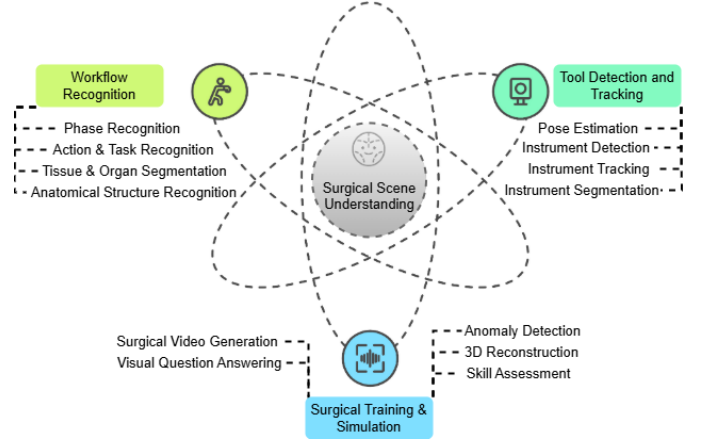 Workflow
Recognition
Phase Recognition
Action & Task Recognition
Tissue & Organ Segmentation
Anatomical Structure Recognition
Surgical Scene
Understanding
Tool Detection and
Tracking
Pose Estimation
Instrument Detection
Instrument Tracking
Instrument Segmentation
Surgical Video Generation
Visual Question Answering
Anomaly Detection
3D Reconstruction
Skill Assessment
Surgical Training &
Simulation